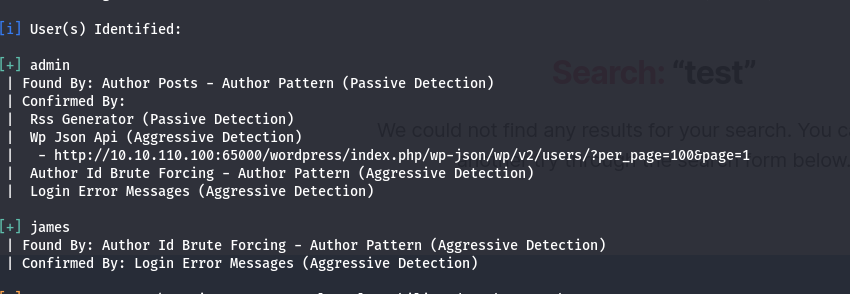 [i] User(s) Identified:
[+] admin
| Found By: Author Posts - Author Pattern (Passive Detection)
| Confirmed By:
|  Rss Generator (Passive Detection)
|  Wp Json Api (Aggressive Detection)
|   - http://10.10.110.100:65000/wordpress/index.php/wp-json/wp/v2/users/?per_page=100&page=1
|  Author Id Brute Forcing - Author Pattern (Aggressive Detection)
|  Login Error Messages (Aggressive Detection)
[+] james
| Found By: Author Id Brute Forcing - Author Pattern (Aggressive Detection)
| Confirmed By: Login Error Messages (Aggressive Detection)
Search: “test”
We could not find any results for your search. You c
form below.